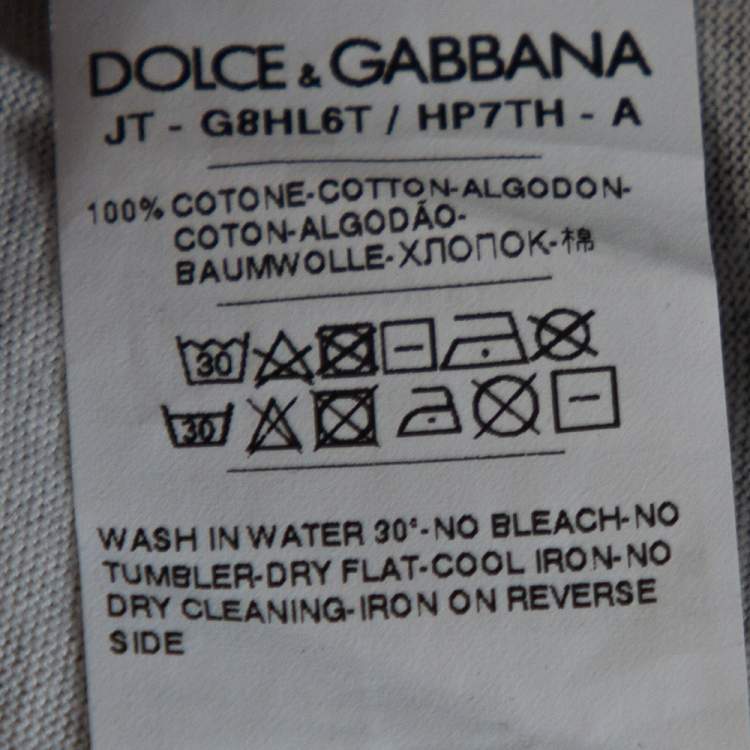 DOLCE & GABBANA
JT - G8HL6T / HP7TH - A
100% COTONE-COTTON-ALGODON-
COTON-ALGODÃO-
BAUMWOLLE-ХЛОПОК-棉
30
30
WASH IN WATER 30°-NO BLEACH-NO
TUMBLER-DRY FLAT-COOL IRON-NO
DRY CLEANING-IRON ON REVERSE
SIDE